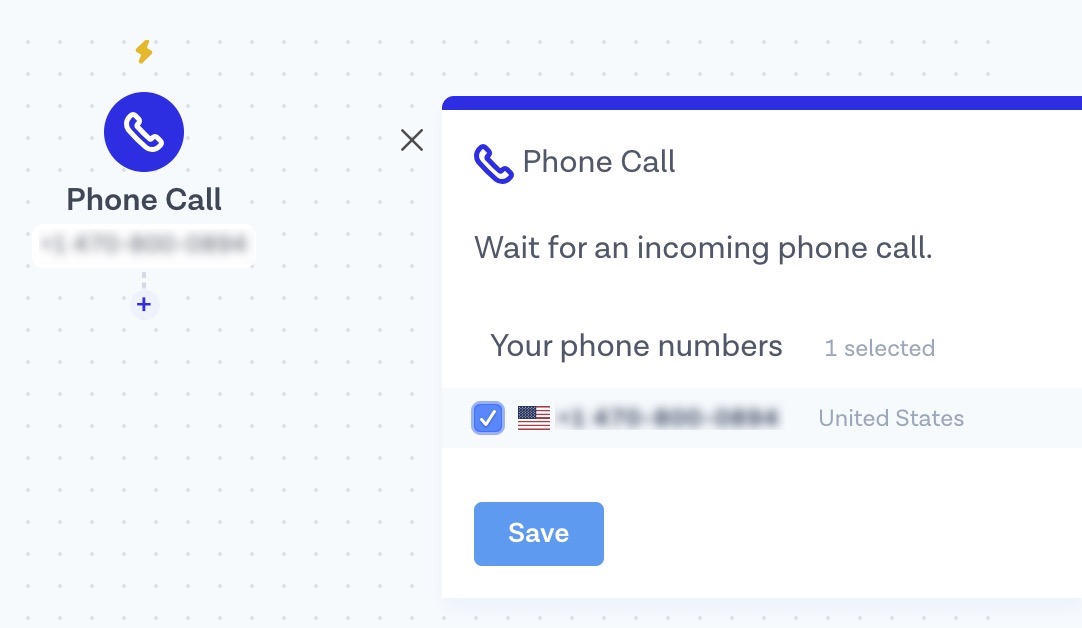 Phone Call
+
Phone Call
Wait for an incoming phone call.
Your phone numbers 1 selected
United States
Save